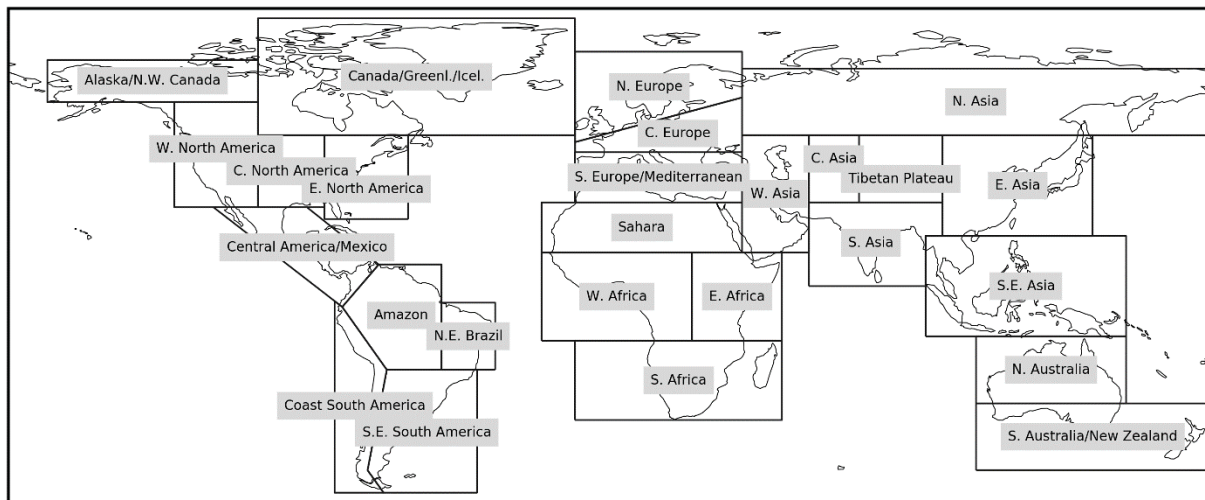 Alaska/N.W. Canada
Canada/Greenl./Icel.
N. Europe
N. Asia
C. Europe
W. North America
C. North America
E. North America
S. Europe/Mediterranean
W. Asia
C. Asia
Tibetan Plateau
E. Asia
Central America/Mexico
Sahara
S. Asia
Amazon
N.E. Brazil
W. Africa
E. Africa
S.E. Asia
S. Africa
N. Australia
Coast South America
S.E. South America
S. Australia/New Zealand